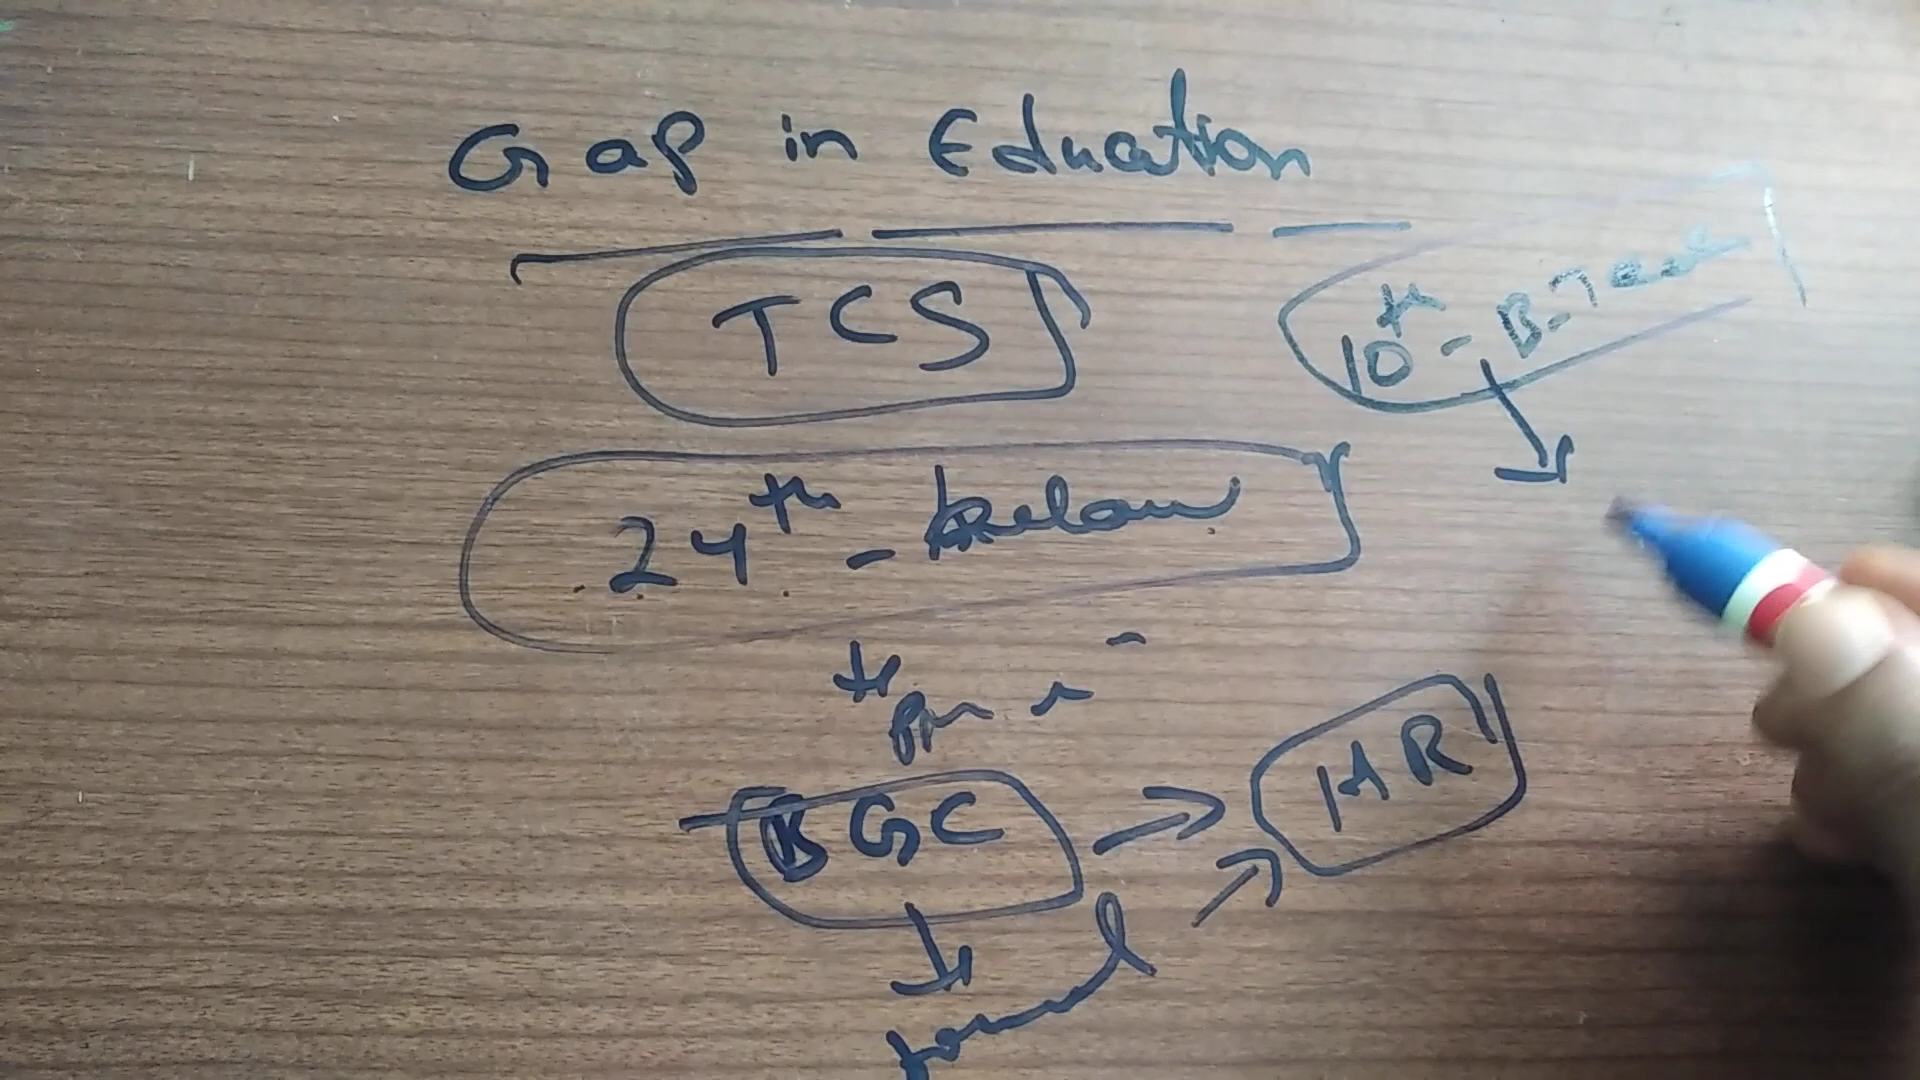 Gap in Education
TCS
10th - B-Tech
24th - below
BGC
HR